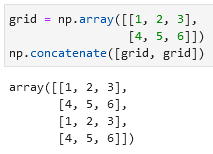 grid = np.array([[1, 2, 3],
                 [4, 5, 6]])
np.concatenate([grid, grid])
array([[1, 2, 3],
       [4, 5, 6],
       [1, 2, 3],
       [4, 5, 6]])